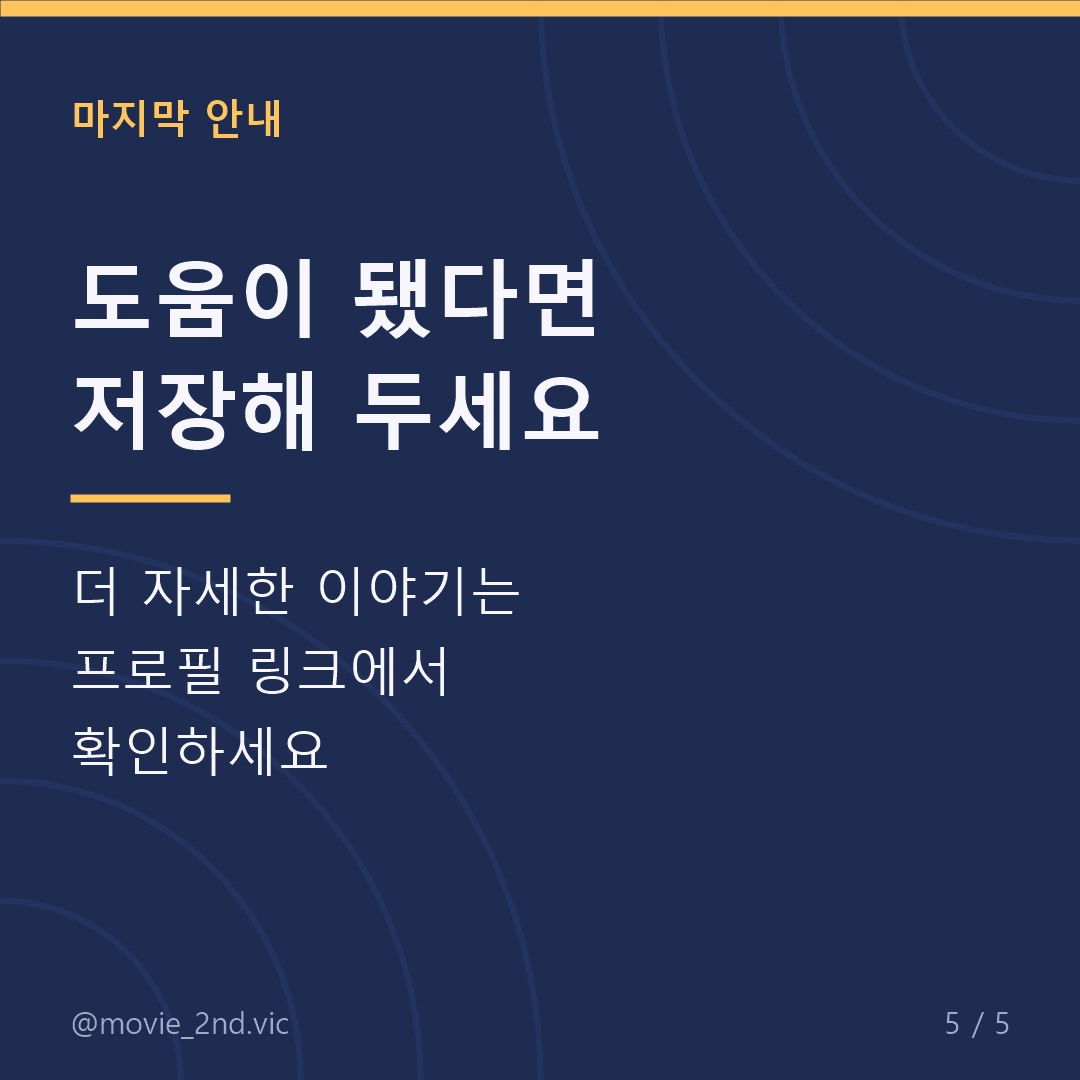 마지막 안내
도움이 됐다면
저장해 두세요
더 자세한 이야기는
프로필 링크에서
확인하세요
@movie_2nd.vic
5 / 5